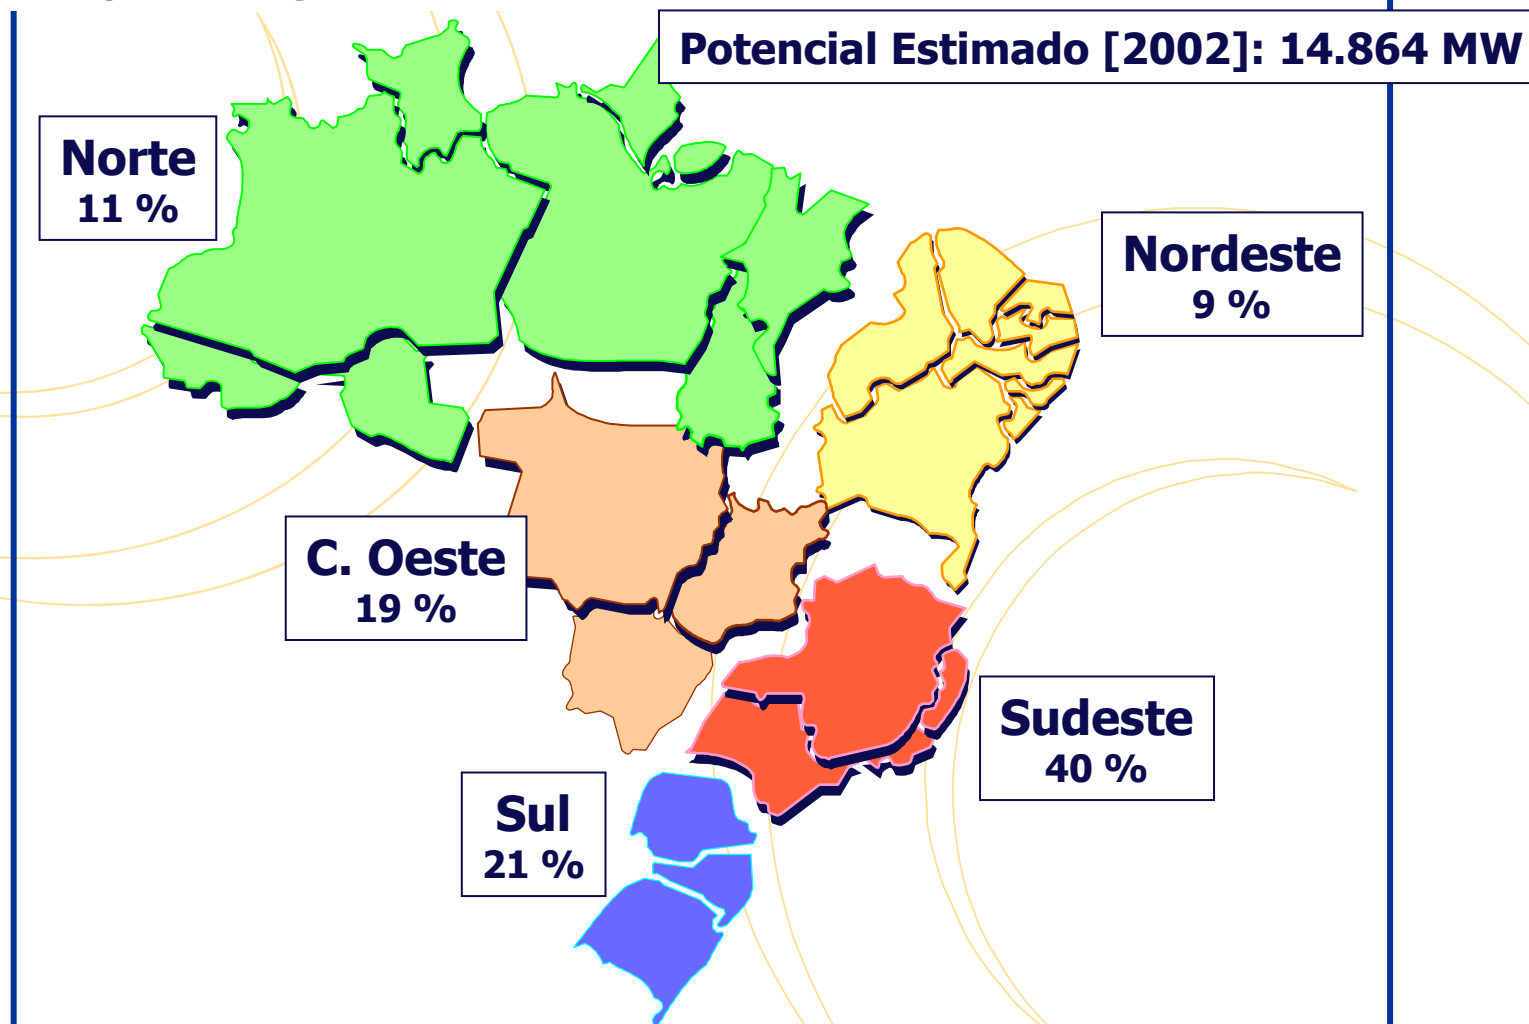 Potencial Estimado [2002]: 14.864 MW
Norte
11 %
Nordeste
9 %
C. Oeste
19 %
Sudeste
40 %
Sul
21 %